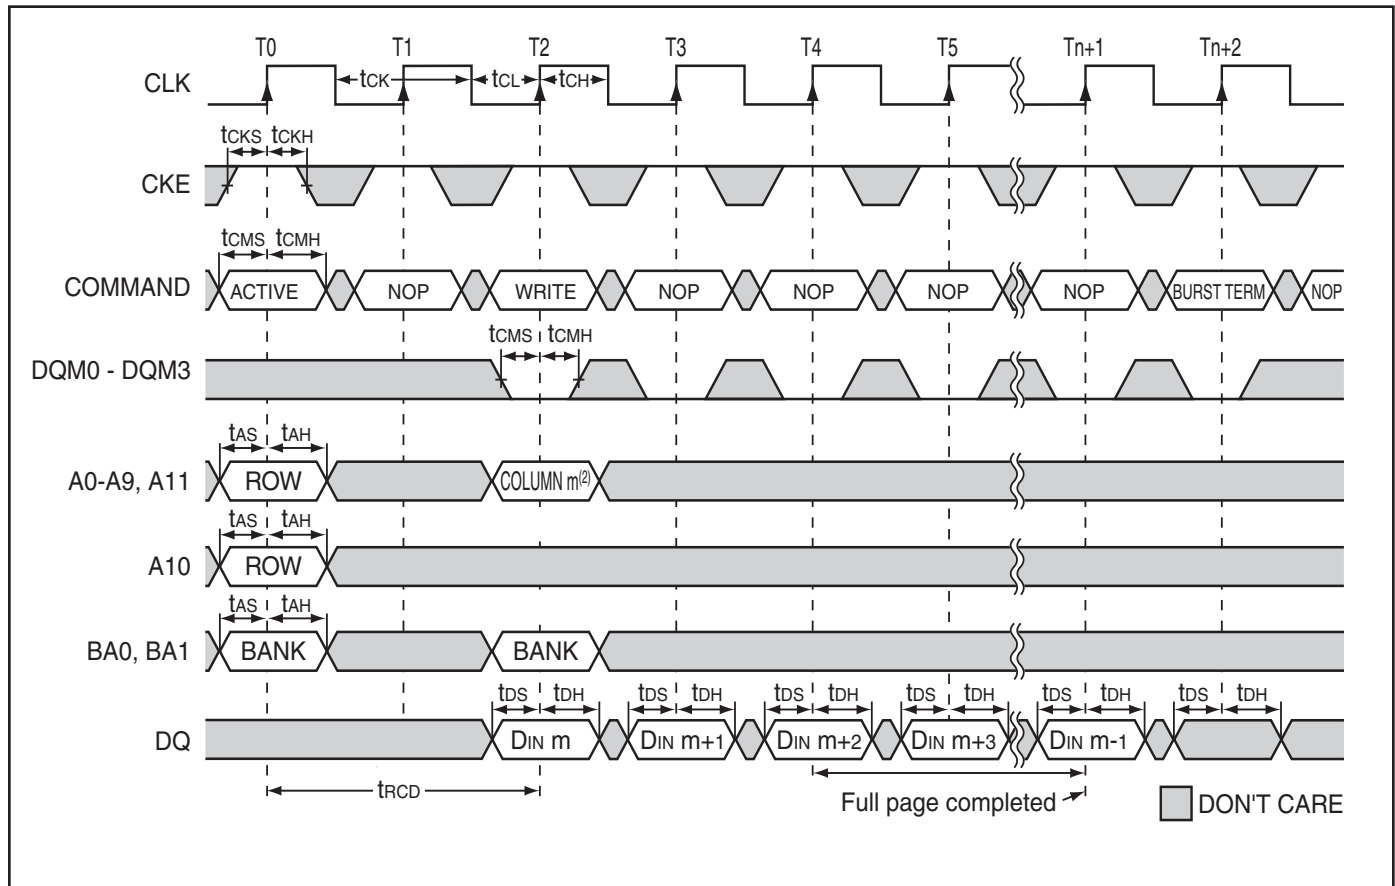 T0 T1 T2 T3 T4 T5 Tn+1 Tn+2
CLK tCK tCL tCH
tCKS tCKH
CKE
tCMS tCMH
COMMAND ACTIVE NOP WRITE NOP NOP NOP NOP BURST TERM NOP
tCMS tCMH
DQM0 - DQM3
tAS tAH
A0-A9, A11 ROW COLUMN m(2)
tAS tAH
A10 ROW
tAS tAH
BA0, BA1 BANK BANK
tDS tDH tDS tDH tDS tDH tDS tDH tDS tDH tDS tDH
DQ DIN m DIN m+1 DIN m+2 DIN m+3 DIN m-1
tRCD
Full page completed
DON'T CARE